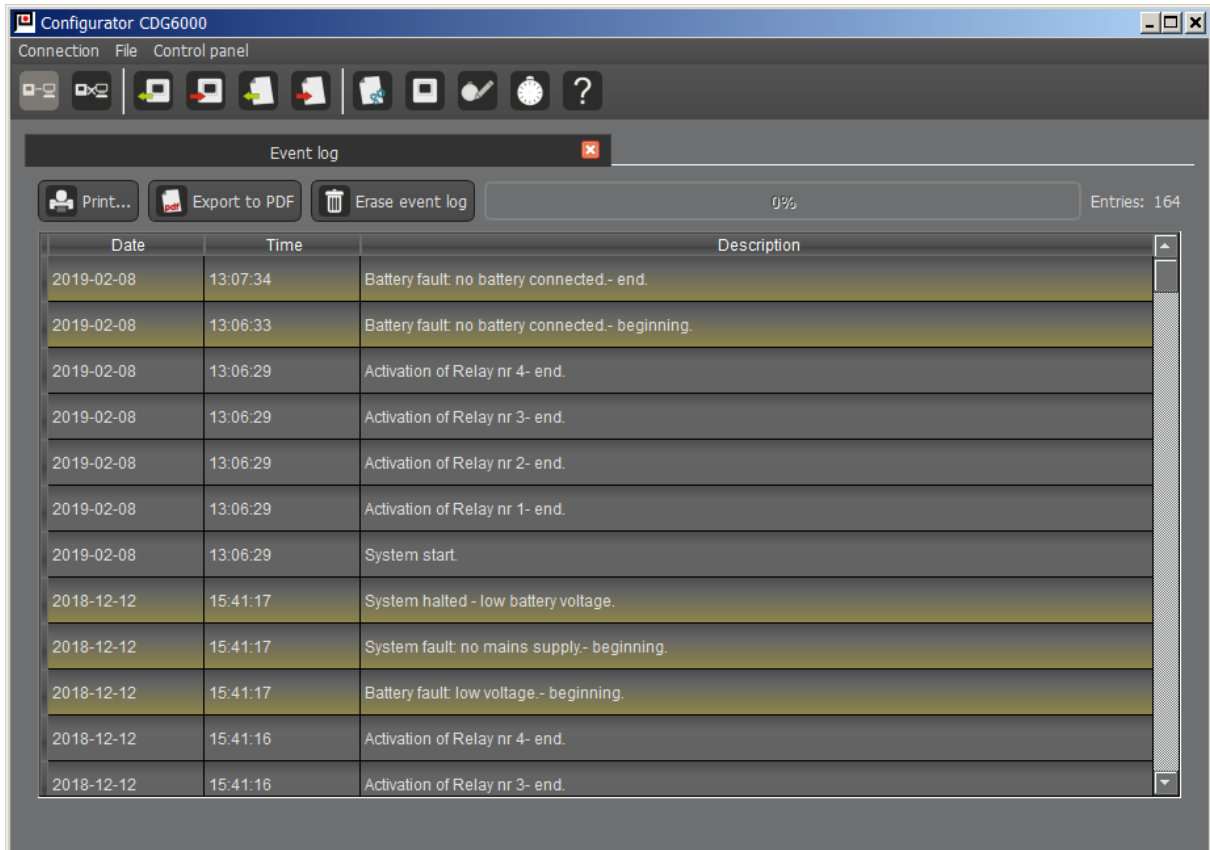 Configurator CDG6000
Connection File Control panel
?
Event log
Print... pdf Export to PDF Erase event log 0% Entries: 164
Date Time Description
2019-02-08 13:07:34 Battery fault: no battery connected.- end.
2019-02-08 13:06:33 Battery fault: no battery connected.- beginning.
2019-02-08 13:06:29 Activation of Relay nr 4- end.
2019-02-08 13:06:29 Activation of Relay nr 3- end.
2019-02-08 13:06:29 Activation of Relay nr 2- end.
2019-02-08 13:06:29 Activation of Relay nr 1- end.
2019-02-08 13:06:29 System start.
2018-12-12 15:41:17 System halted - low battery voltage.
2018-12-12 15:41:17 System fault: no mains supply.- beginning.
2018-12-12 15:41:17 Battery fault: low voltage.- beginning.
2018-12-12 15:41:16 Activation of Relay nr 4- end.
2018-12-12 15:41:16 Activation of Relay nr 3- end.